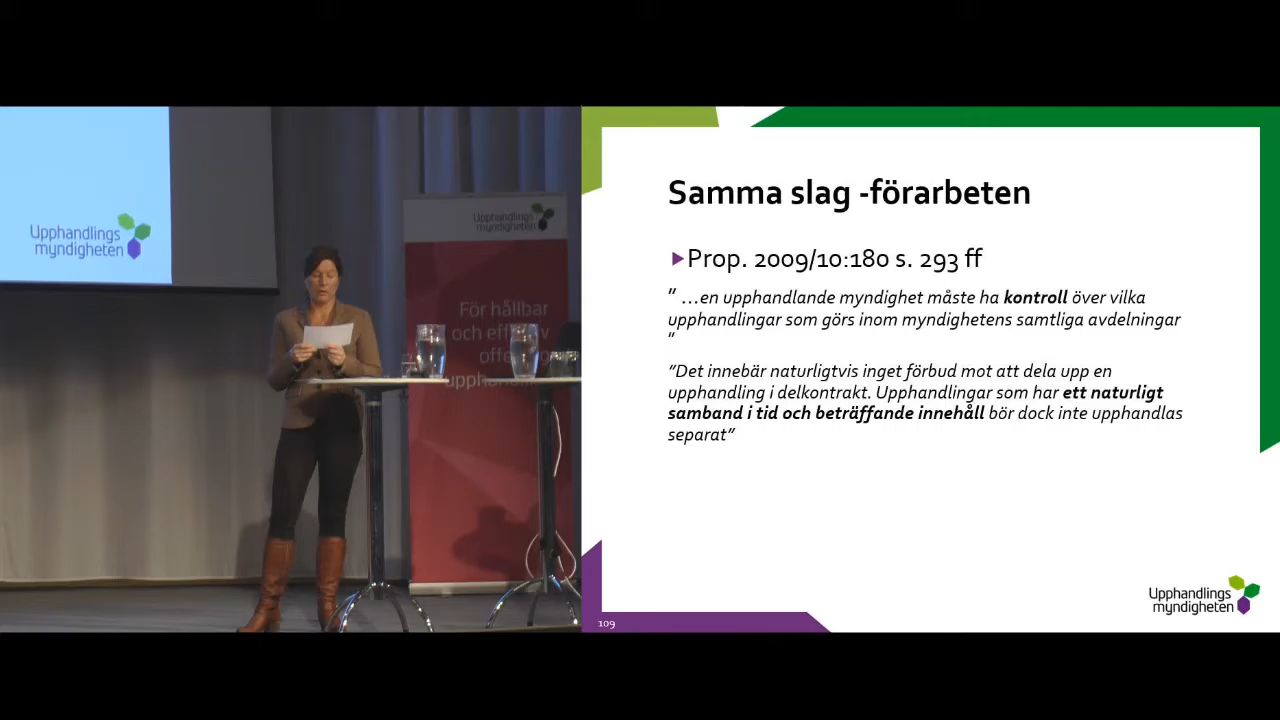 Upphandlings
myndigheten
Upphandlings
myndigheten
För hållbar
och
Samma slag -förarbeten
Prop. 2009/10:180 s. 293 ff
” …en upphandlande myndighet måste ha kontroll över vilka
upphandlingar som görs inom myndighetens samtliga avdelningar
”
”Det innebär naturligtvis inget förbud mot att dela upp en
upphandling i delkontrakt. Upphandlingar som har ett naturligt
samband i tid och beträffande innehåll bör dock inte upphandlas
separat”
Upphandlings
myndigheten
109